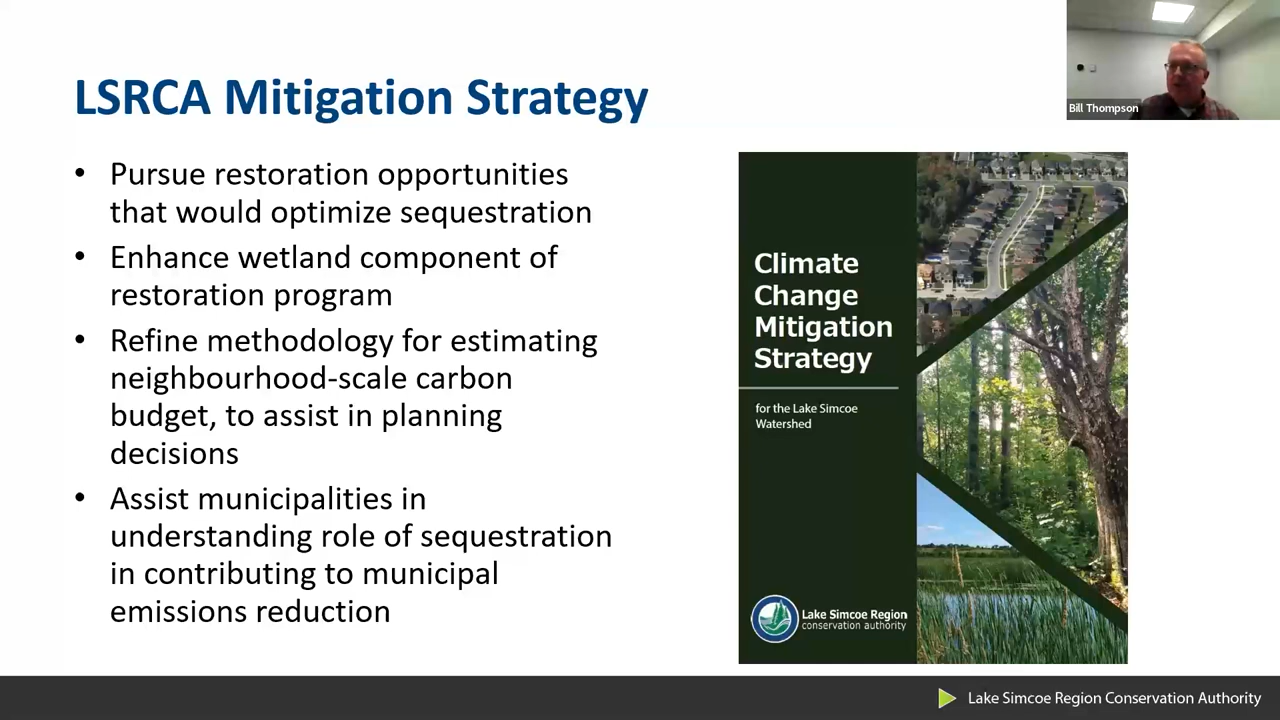 LSRCA Mitigation Strategy
Bill Thompson
• Pursue restoration opportunities
that would optimize sequestration
• Enhance wetland component of
restoration program
• Refine methodology for estimating
neighbourhood-scale carbon
budget, to assist in planning
decisions
• Assist municipalities in
understanding role of sequestration
in contributing to municipal
emissions reduction
Climate
Change
Mitigation
Strategy
for the Lake Simcoe
Watershed
Lake Simcoe Region
conservation authority
Lake Simcoe Region Conservation Authority